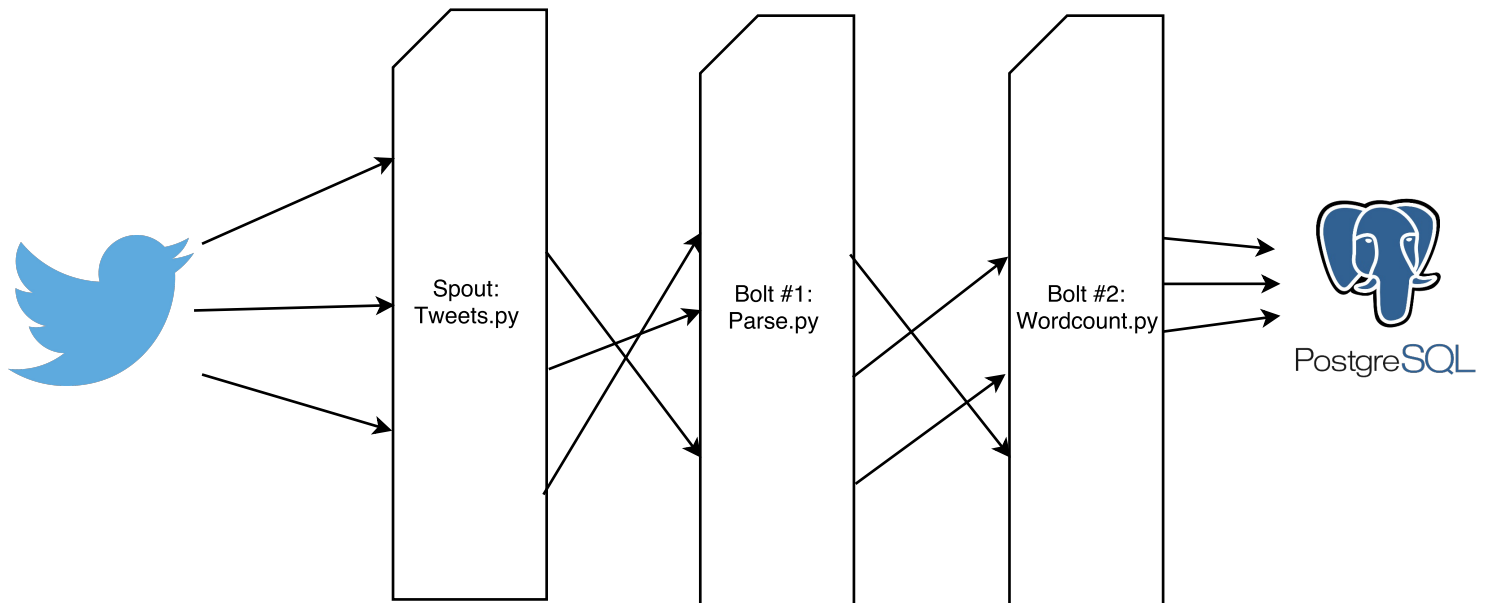 Spout:
Tweets.py
Bolt #1:
Parse.py
Bolt #2:
Wordcount.py
PostgreSQL